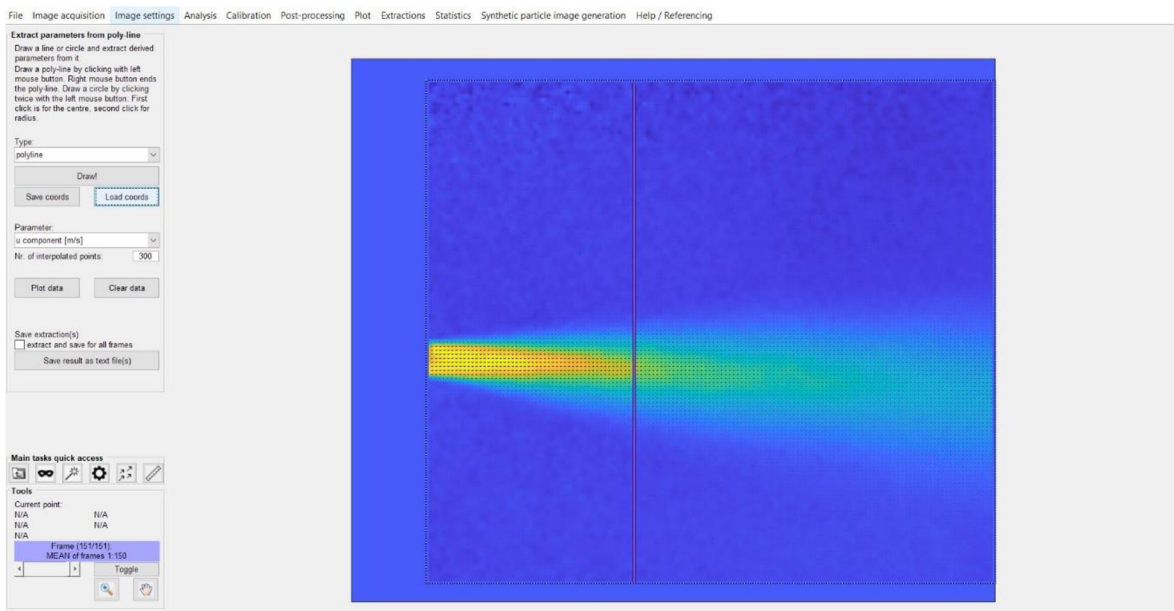 File Image acquisition Image settings Analysis Calibration Post-processing Plot Extractions Statistics Synthetic particle image generation Help / Referencing
Extract parameters from poly-line
Draw a line or circle and extract derived
parameters from it.
Draw a poly-line by clicking with left
mouse button. Right mouse button ends
the poly-line. Draw a circle by clicking
twice with the left mouse button: First
click is for the centre, second click for
radius.
Type:
polyline
Draw!
Save coords Load coords
Parameter:
u component [m/s]
Nr. of interpolated points: 300
Plot data Clear data
Save extraction(s)
extract and save for all frames
Save result as text file(s)
Main tasks quick access
Tools
Current point:
N/A N/A
N/A N/A
N/A
Frame (151/151):
MEAN of frames 1:150
Toggle